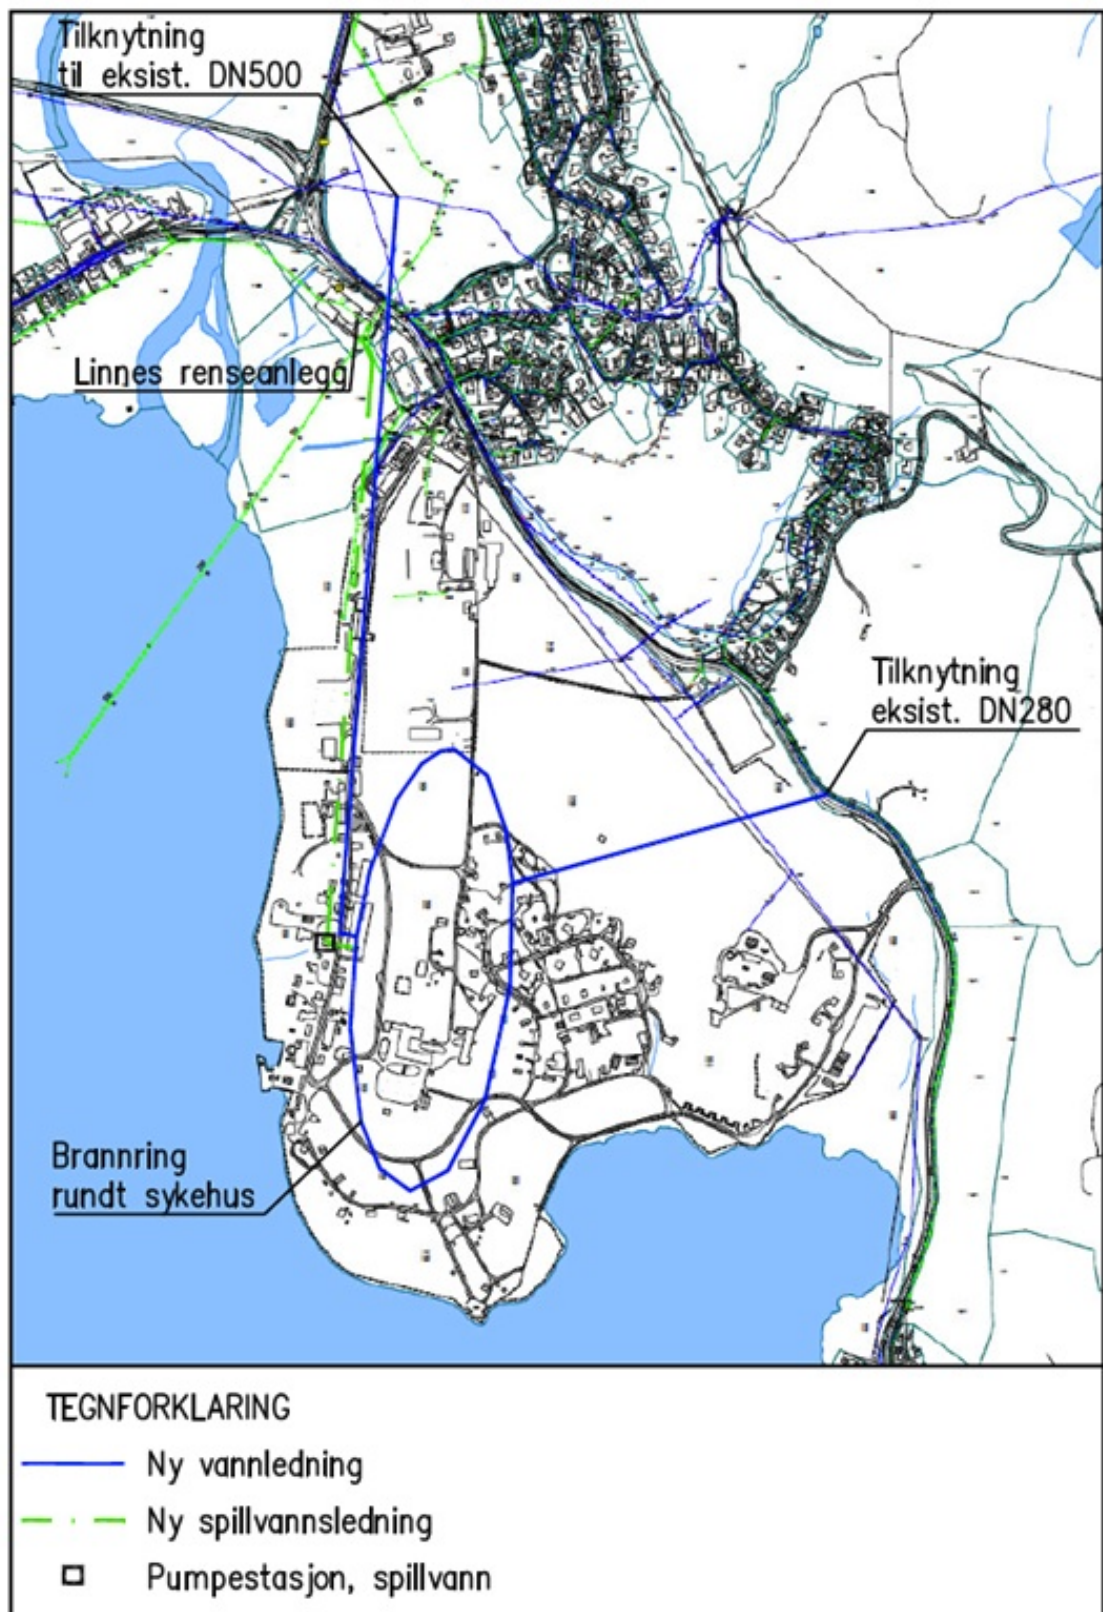 Tilknytning
til eksist. DN500
Linnes renseanlegg
Tilknytning
eksist. DN280
Brannring
rundt sykehus
TEGNFORKLARING
Ny vannledning
Ny spillvannsledning
Pumpestasjon, spillvann